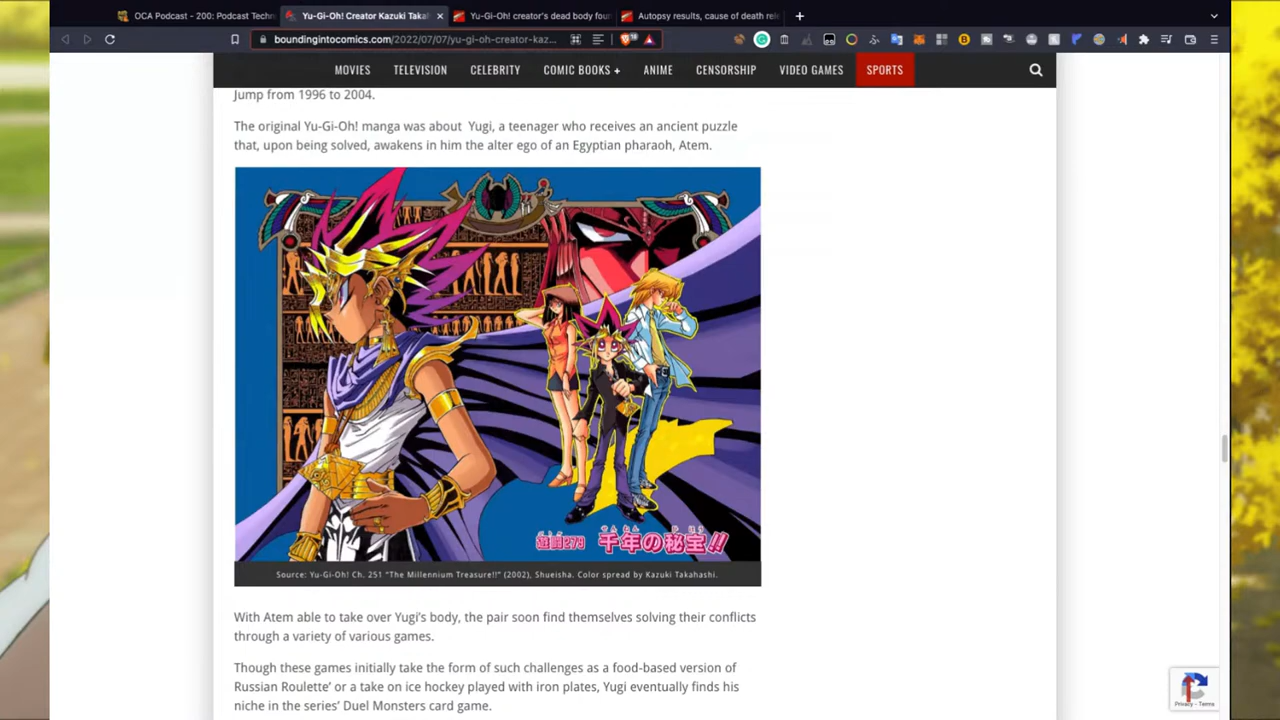 OCA Podcast - 200: Podcast Techn
Yu-Gi-Oh! Creator Kazuki Takal
Yu-Gi-Oh! creator's dead body fou
Autopsy results, cause of death rel
boundingintocomics.com/2022/07/07/yu-gi-oh-creator-kaz...
MOVIES TELEVISION CELEBRITY COMIC BOOKS + ANIME CENSORSHIP VIDEO GAMES SPORTS
Jump from 1996 to 2004.
The original Yu-Gi-Oh! manga was about Yugi, a teenager who receives an ancient puzzle
that, upon being solved, awakens in him the alter ego of an Egyptian pharaoh, Atem.
千年の秘宝!!
Source: Yu-Gi-Oh! Ch. 251 “The Millennium Treasure!!” (2002), Shueisha. Color spread by Kazuki Takahashi.
With Atem able to take over Yugi’s body, the pair soon find themselves solving their conflicts
through a variety of various games.
Though these games initially take the form of such challenges as a food-based version of
Russian Roulette’ or a take on ice hockey played with iron plates, Yugi eventually finds his
niche in the series’ Duel Monsters card game.
Privacy - Terms